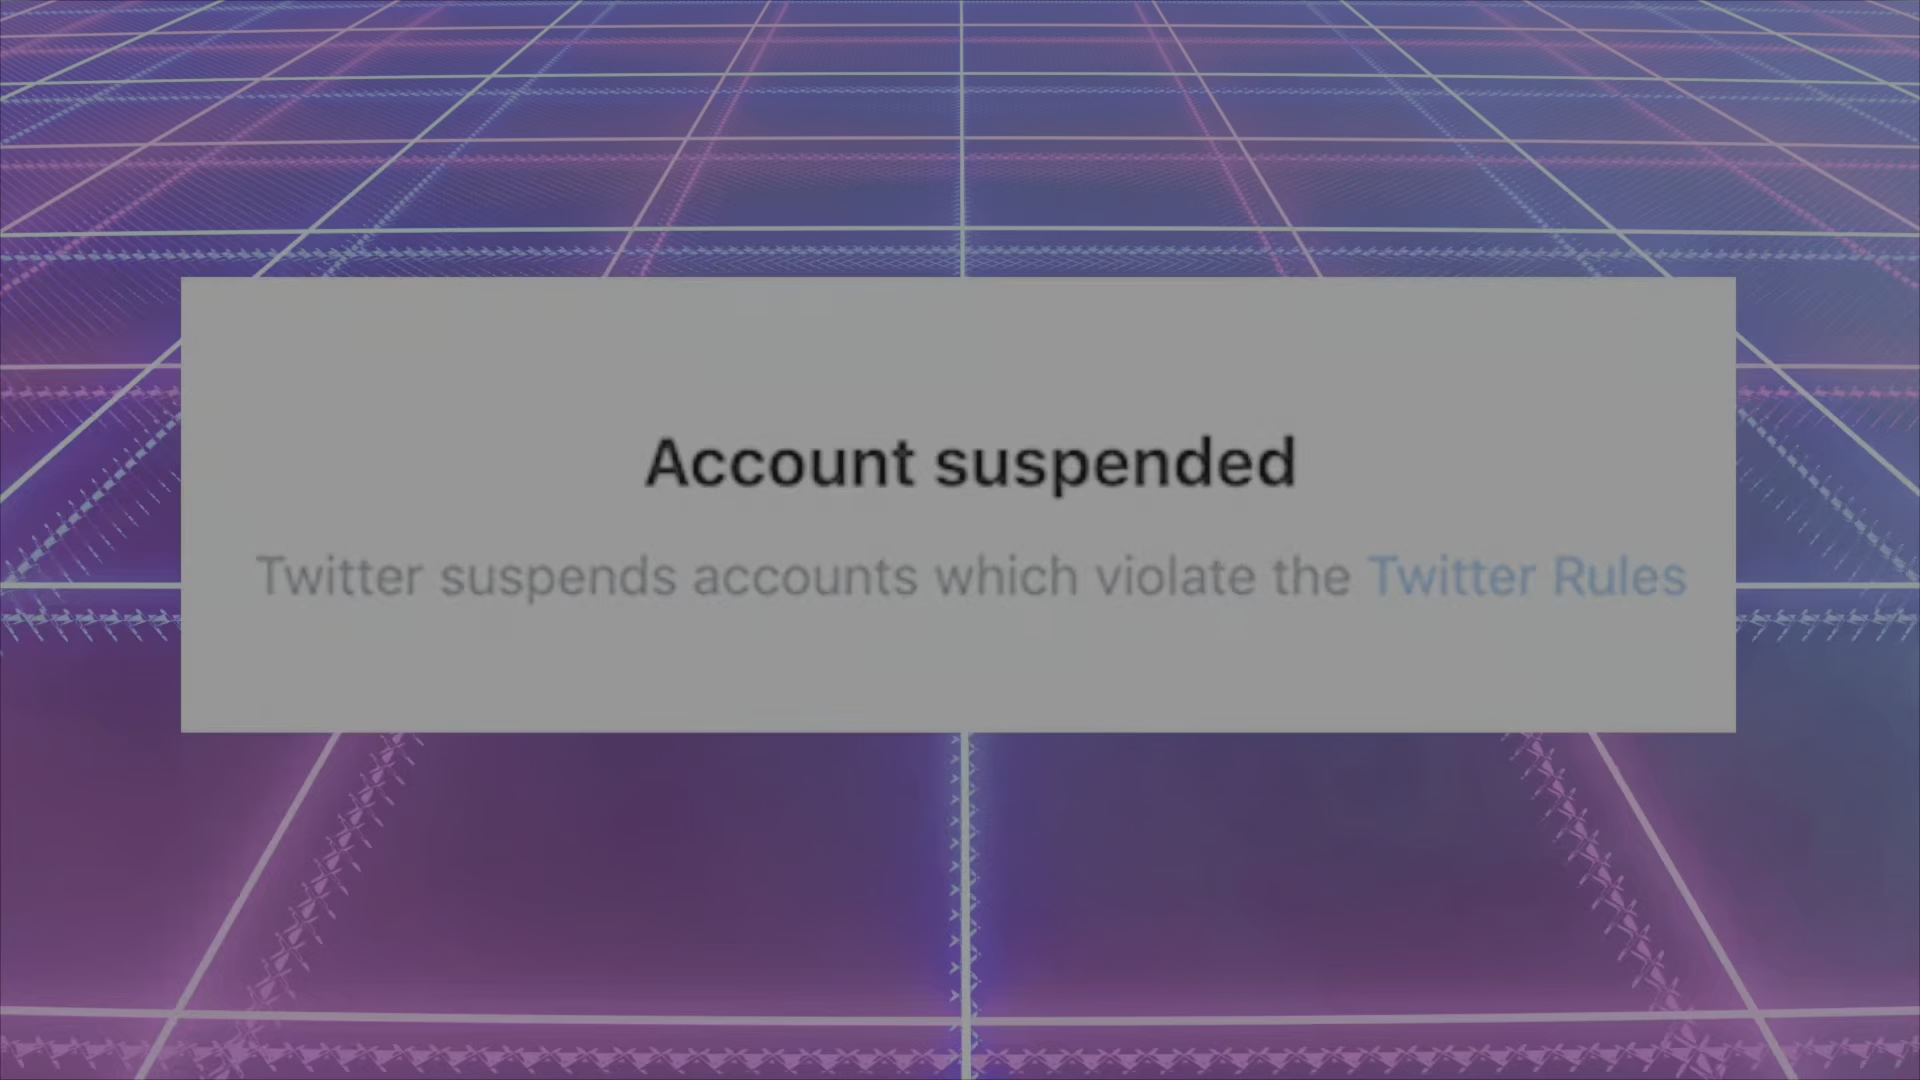 Account suspended
Twitter suspends accounts which violate the Twitter Rules